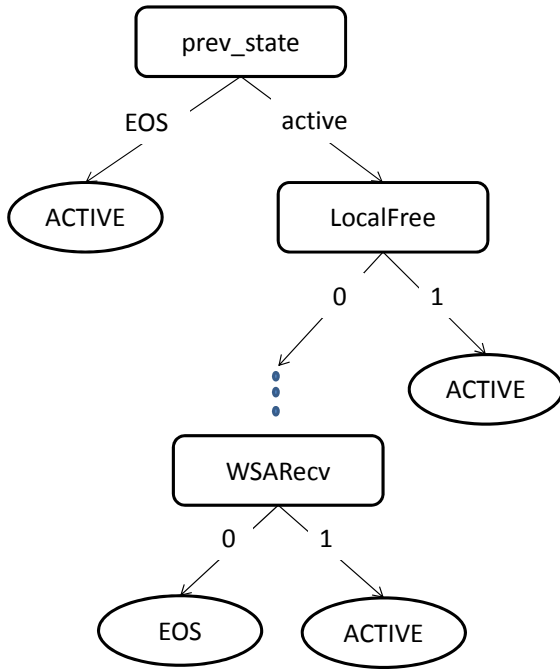 prev_state
EOS
active
ACTIVE
LocalFree
0
1
ACTIVE
WSARecv
0
1
EOS
ACTIVE